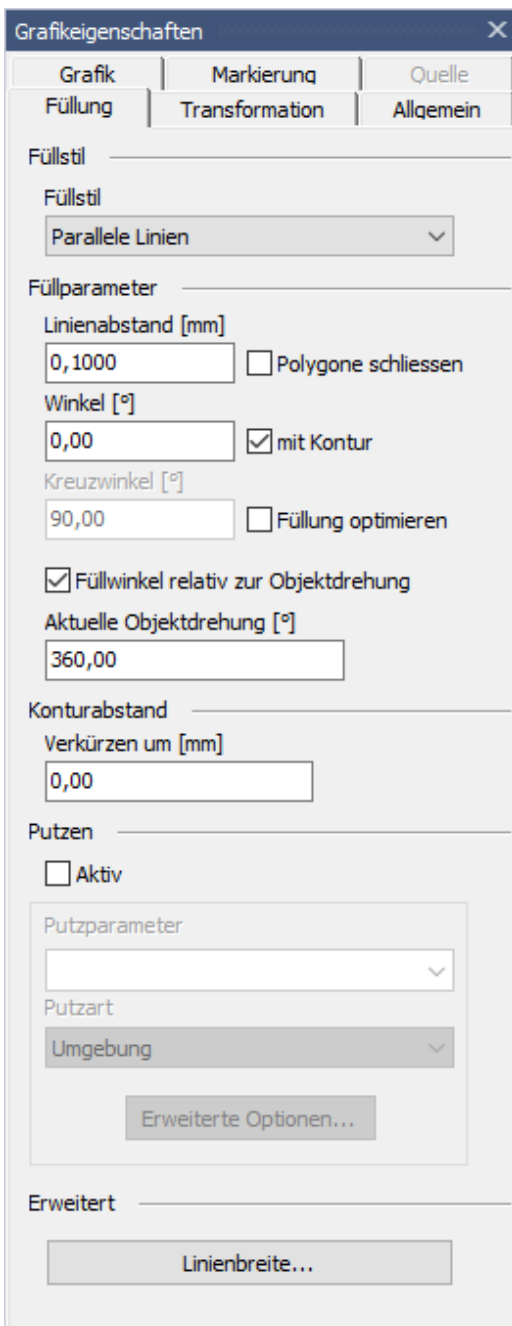 Grafikeigenschaften
Grafik Markierung Quelle
Füllung Transformation Allgemein
Füllstil
Füllstil
Parallele Linien
Füllparameter
Linienabstand [mm]
0,1000 Polygone schliessen
Winkel [°]
0,00 mit Kontur
Kreuzwinkel [°]
90,00 Füllung optimieren
Füllwinkel relativ zur Objektdrehung
Aktuelle Objektdrehung [°]
360,00
Konturabstand
Verkürzen um [mm]
0,00
Putzen
Aktiv
Putzparameter
Putzart
Umgebung
Erweiterte Optionen...
Erweitert
Linienbreite...